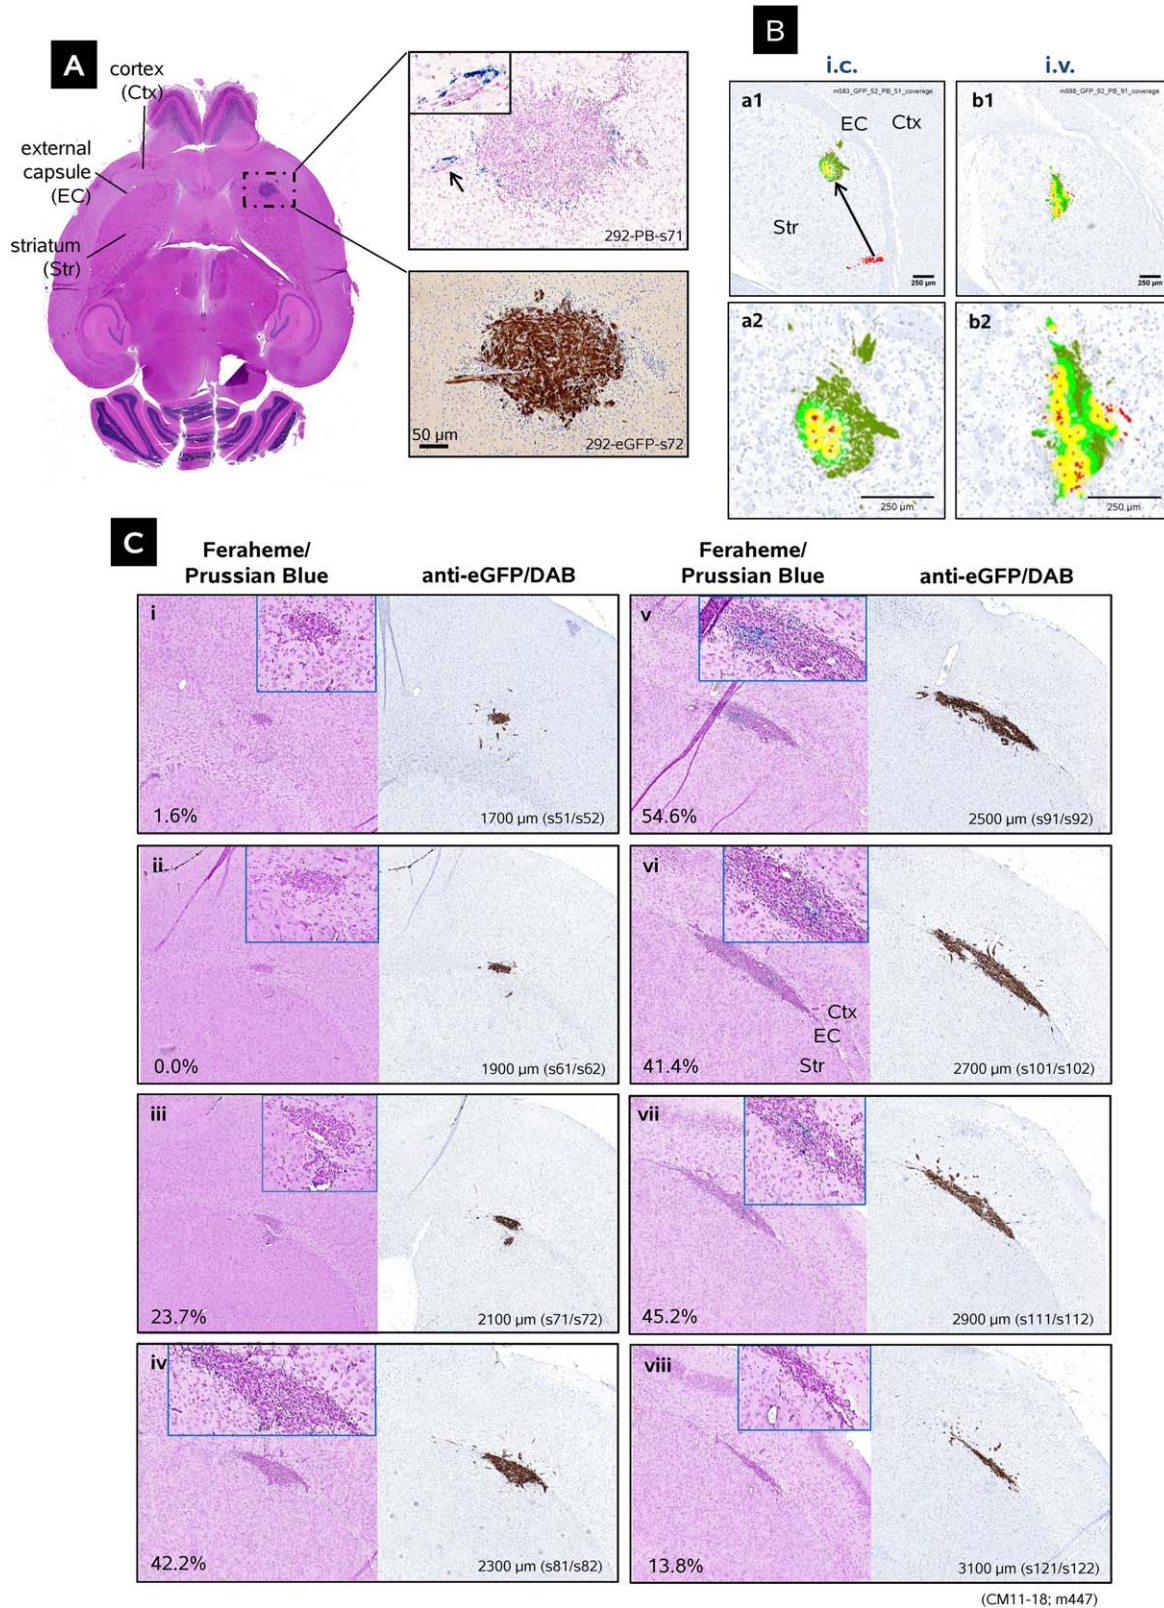 A
cortex
(Ctx)
external
capsule
(EC)
striatum
(Str)
292-PB-s71
50 µm
292-eGFP-s72
B
i.c.
i.v.
a1
m583_GFP_52_PB_51_coverage
EC
Ctx
Str
250 µm
b1
m598_GFP_92_PB_91_coverage
250 µm
a2
250 µm
b2
250 µm
C
Feraheme/
Prussian Blue
anti-eGFP/DAB
Feraheme/
Prussian Blue
anti-eGFP/DAB
i
1.6%
1700 µm (s51/s52)
v
54.6%
2500 µm (s91/s92)
ii
0.0%
1900 µm (s61/s62)
vi
Ctx
EC
Str
41.4%
2700 µm (s101/s102)
iii
23.7%
2100 µm (s71/s72)
vii
45.2%
2900 µm (s111/s112)
iv
42.2%
2300 µm (s81/s82)
viii
13.8%
3100 µm (s121/s122)
(CM11-18; m447)